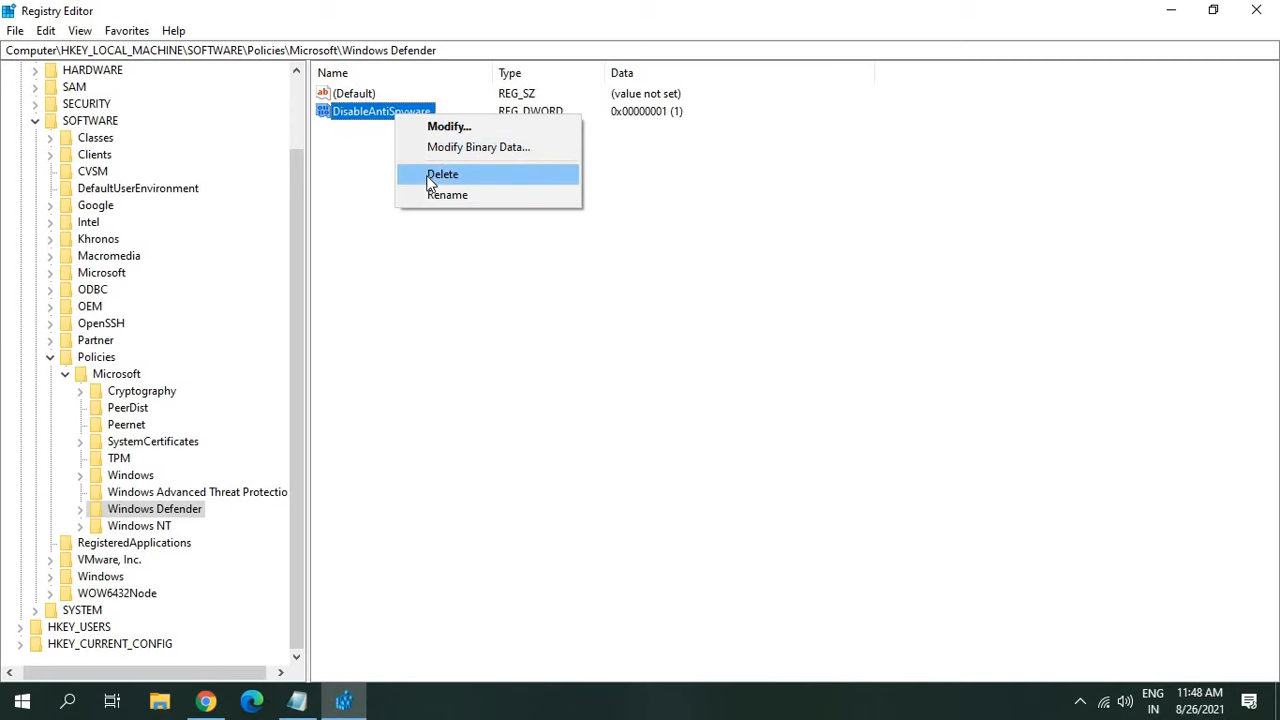 Registry Editor
File Edit View Favorites Help
Computer\HKEY_LOCAL_MACHINE\SOFTWARE\Policies\Microsoft\Windows Defender
HARDWARE
SAM
SECURITY
SOFTWARE
Classes
Clients
CVSM
DefaultUserEnvironment
Google
Intel
Khronos
Macromedia
Microsoft
ODBC
OEM
OpenSSH
Partner
Policies
Microsoft
Cryptography
PeerDist
Peernet
SystemCertificates
TPM
Windows
Windows Advanced Threat Protectio
Windows Defender
Windows NT
RegisteredApplications
VMware, Inc.
Windows
WOW6432Node
SYSTEM
HKEY_USERS
HKEY_CURRENT_CONFIG
Name Type Data
ab (Default) REG_SZ (value not set)
DisableAntiSpyware REG_DWORD 0x00000001 (1)
Modify...
Modify Binary Data...
Delete
Rename
ENG 11:48 AM
IN 8/26/2021